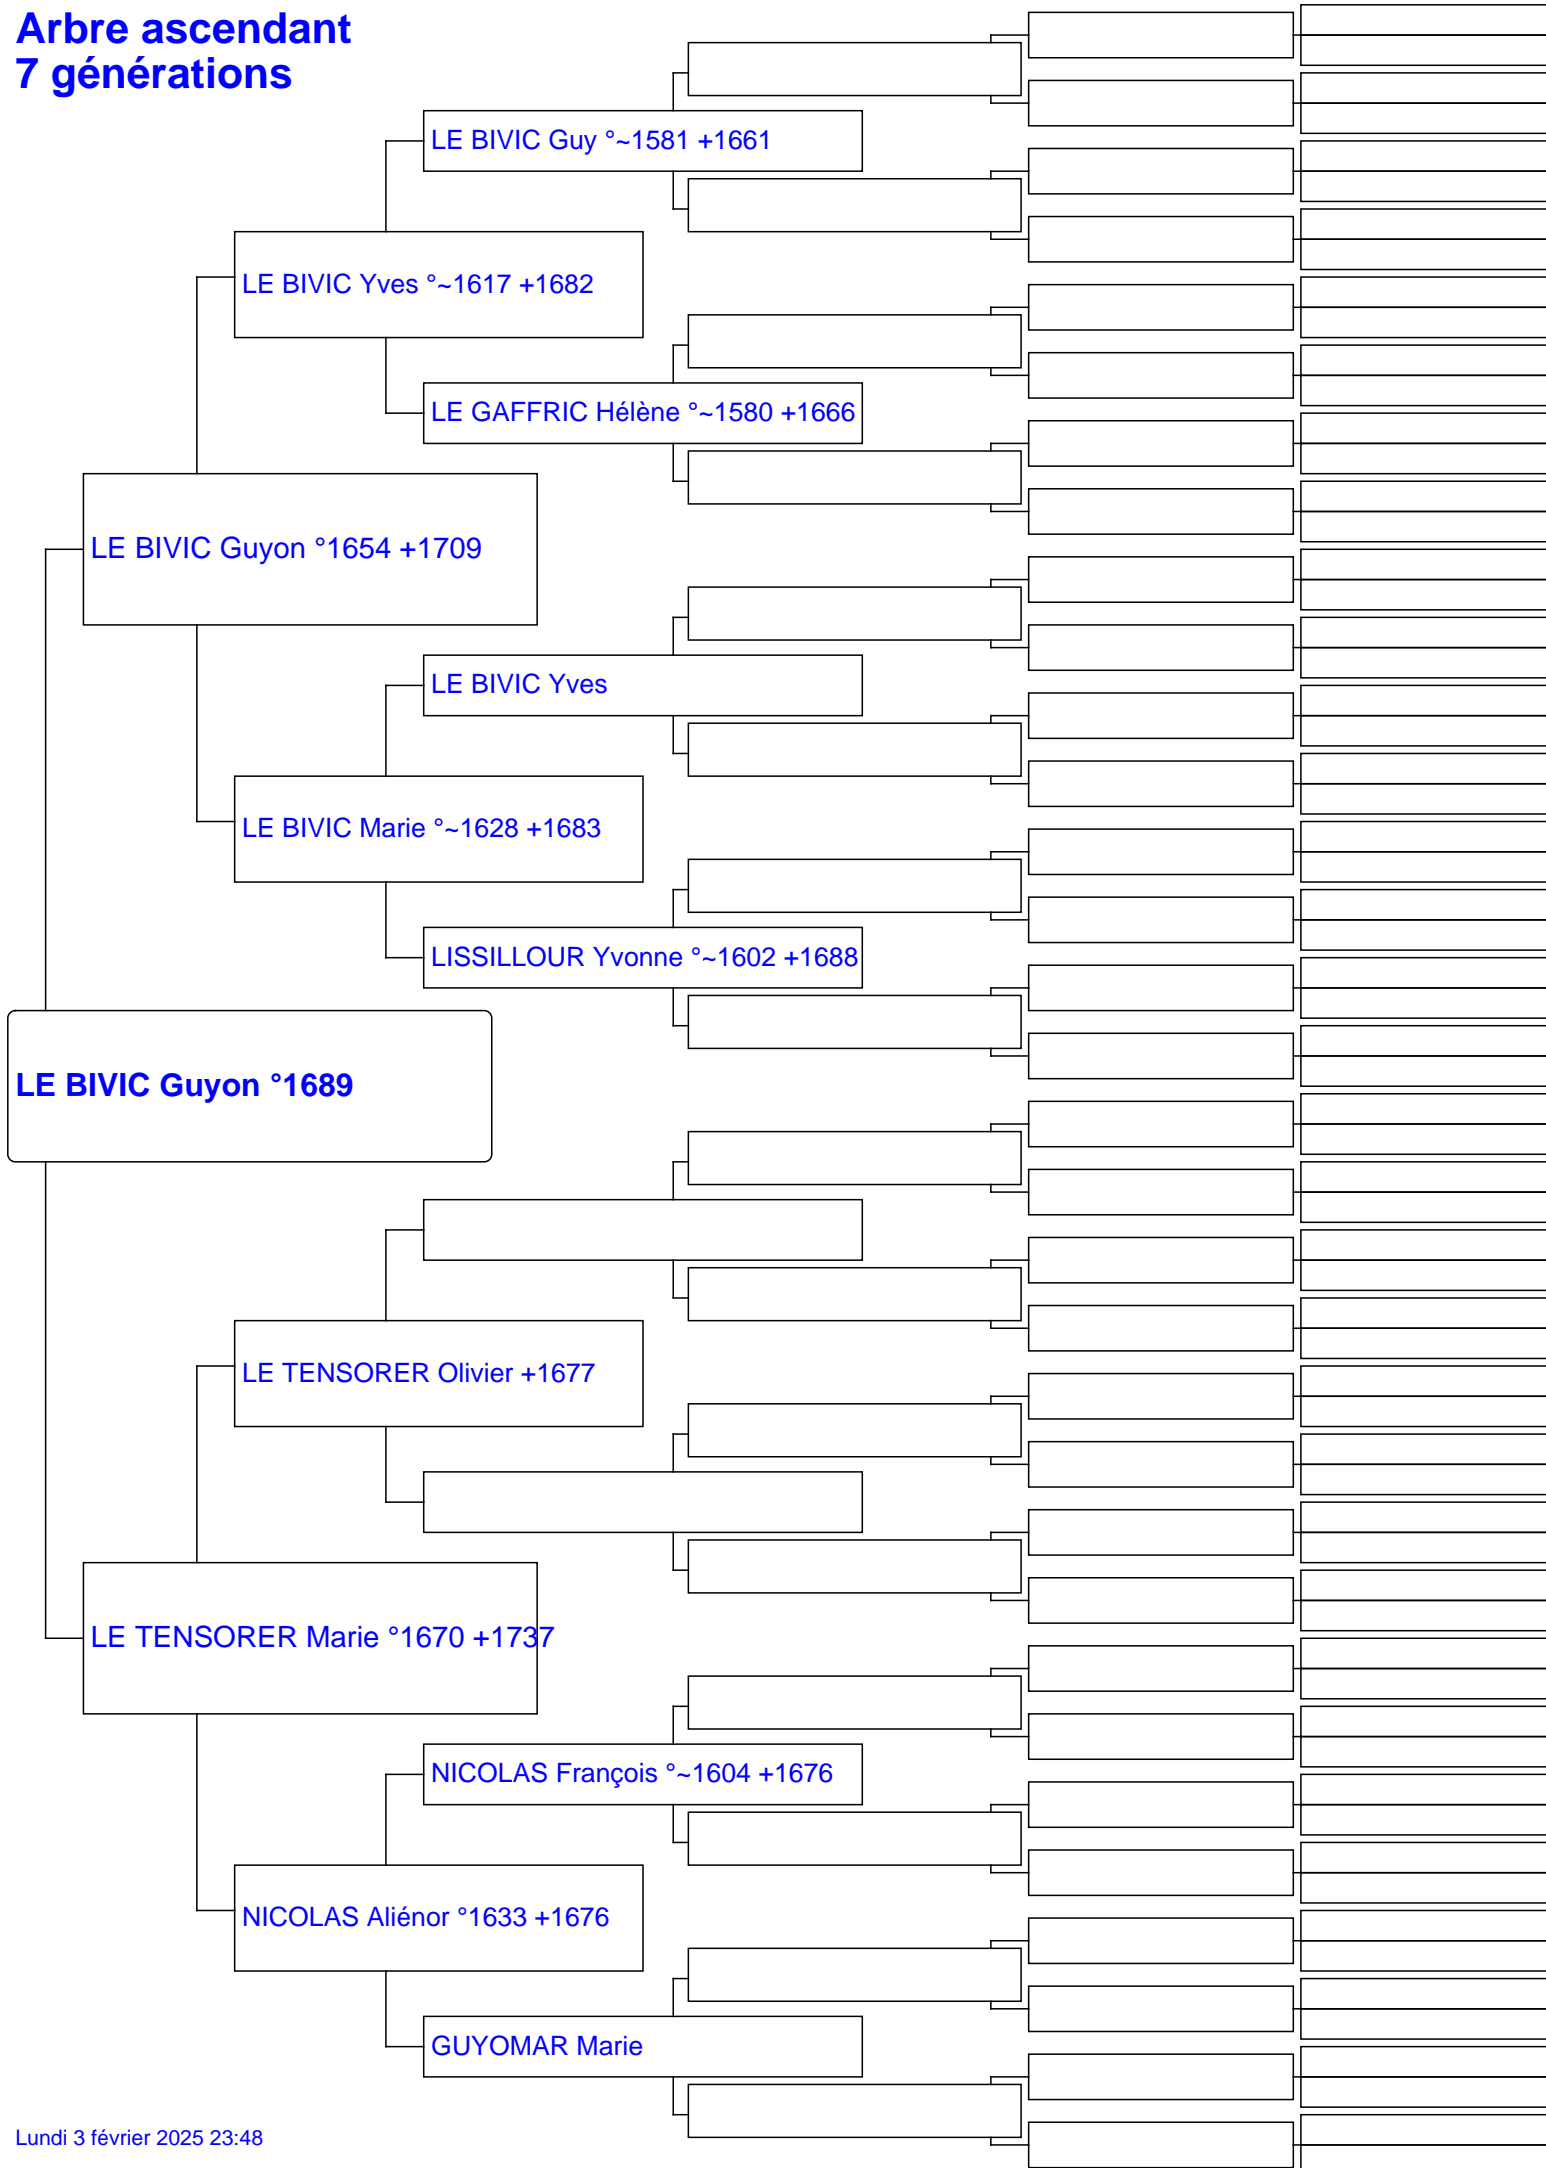 Arbre ascendant
7 générations
LE BIVIC Guy °~1581 +1661
LE BIVIC Yves °~1617 +1682
LE GAFFRIC Hélène °~1580 +1666
LE BIVIC Guyon °1654 +1709
LE BIVIC Yves
LE BIVIC Marie °~1628 +1683
LISSILLOUR Yvonne °~1602 +1688
LE BIVIC Guyon °1689
LE TENSORER Olivier +1677
LE TENSORER Marie °1670 +1737
NICOLAS François °~1604 +1676
NICOLAS Aliénor °1633 +1676
GUYOMAR Marie
Lundi 3 février 2025 23:48